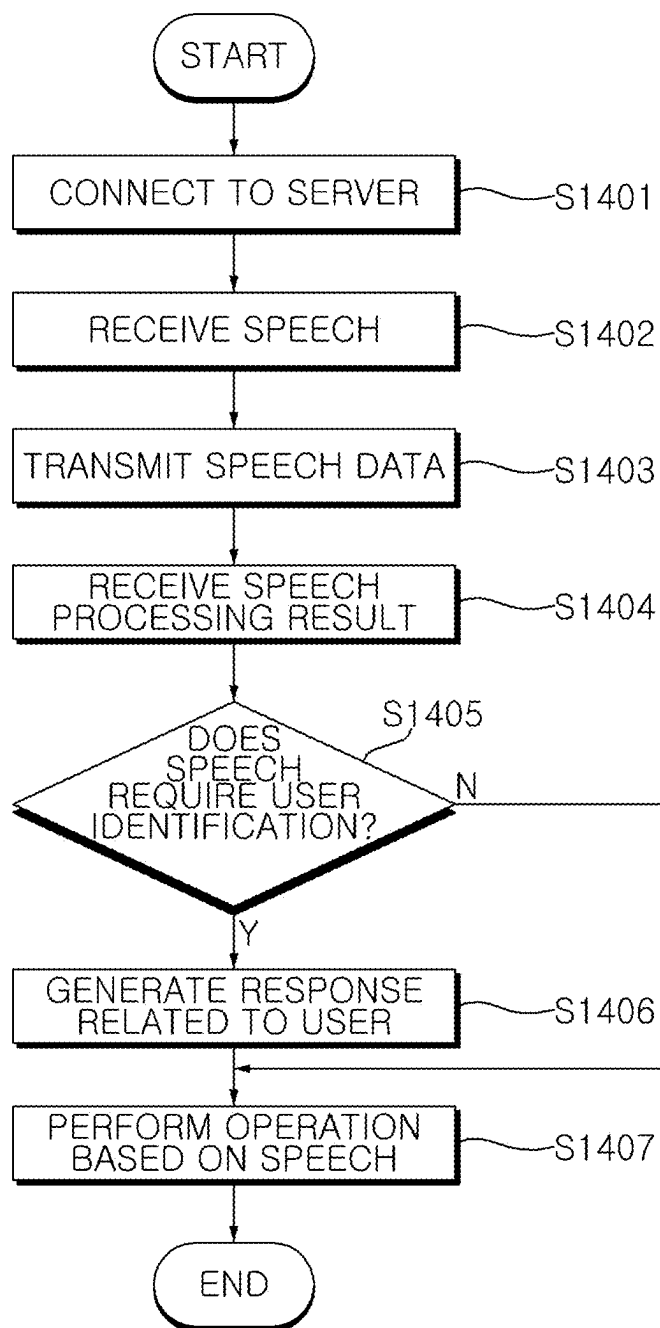 START
CONNECT TO SERVER
S1401
RECEIVE SPEECH
S1402
TRANSMIT SPEECH DATA
S1403
RECEIVE SPEECH
PROCESSING RESULT
S1404
S1405
DOES
SPEECH
REQUIRE USER
IDENTIFICATION?
N
Y
GENERATE RESPONSE
RELATED TO USER
S1406
PERFORM OPERATION
BASED ON SPEECH
S1407
END